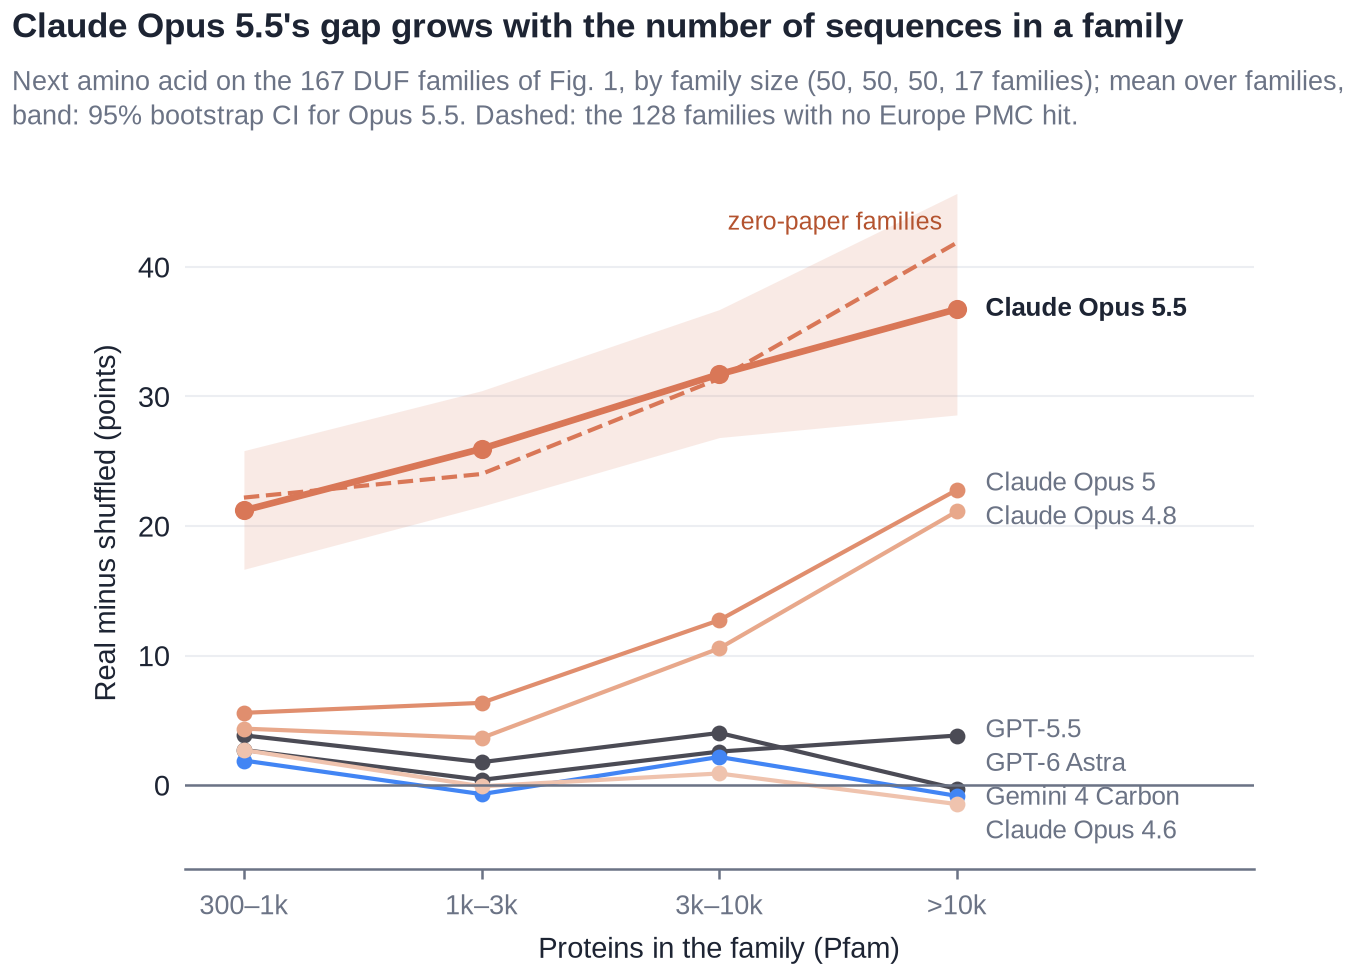 Claude Opus 5.5's gap grows with the number of sequences in a family
Next amino acid on the 167 DUF families of Fig. 1, by family size (50, 50, 50, 17 families); mean over families,
band: 95% bootstrap CI for Opus 5.5. Dashed: the 128 families with no Europe PMC hit.
zero-paper families
40
Claude Opus 5.5
30
Claude Opus 5
20
Claude Opus 4.8
10
GPT-5.5
GPT-6 Astra
0
Gemini 4 Carbon
Claude Opus 4.6
Real minus shuffled (points)
300–1k
1k–3k
3k–10k
>10k
Proteins in the family (Pfam)